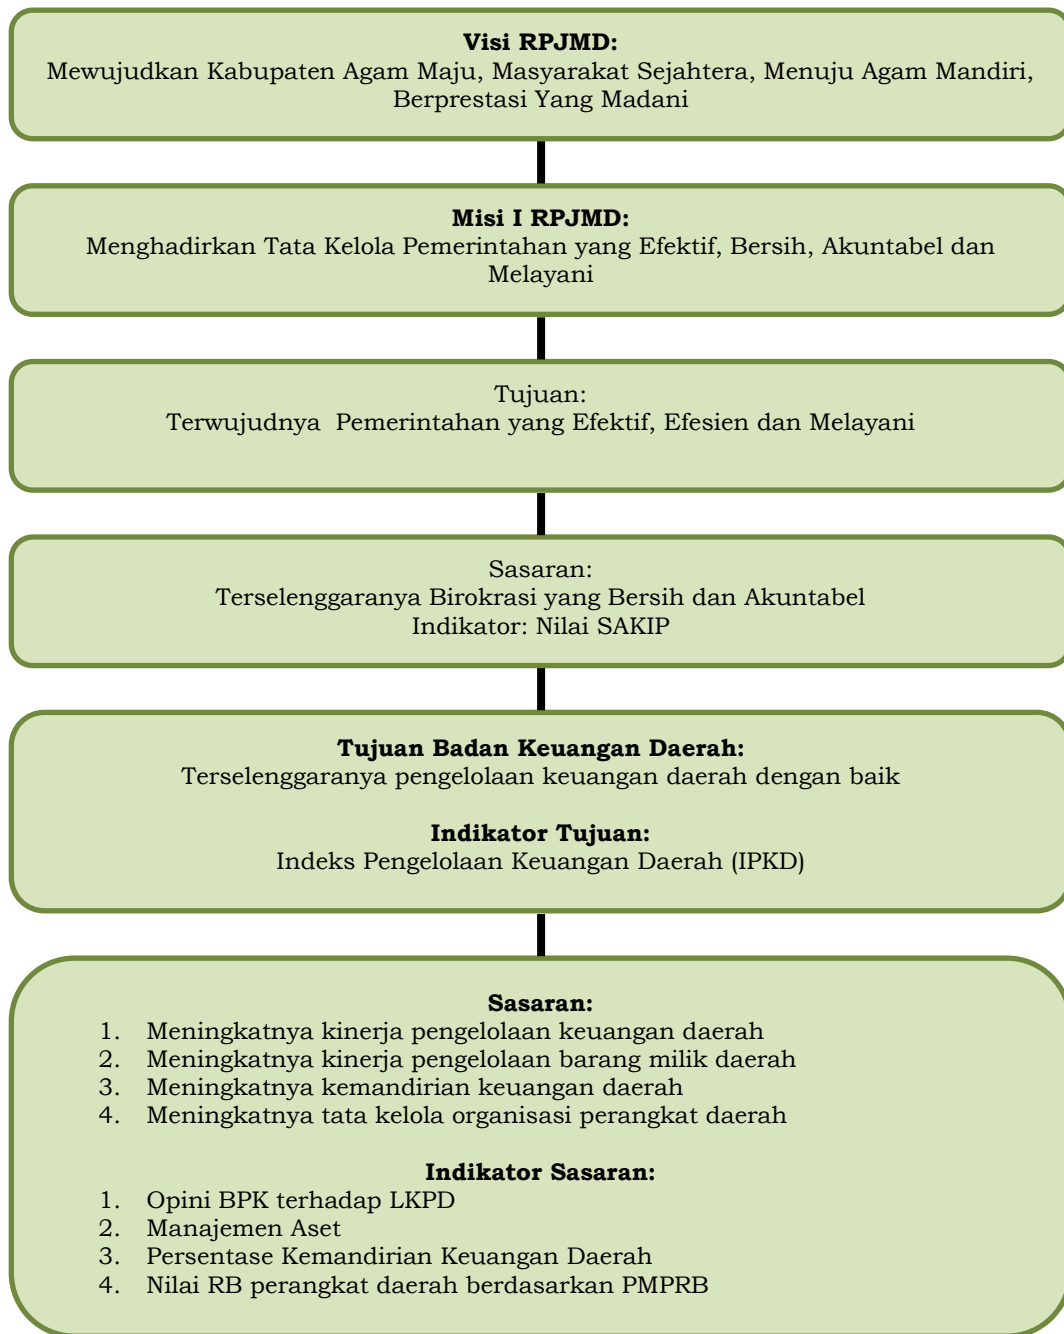 Visi RPJMD:
Mewujudkan Kabupaten Agam Maju, Masyarakat Sejahtera, Menuju Agam Mandiri,
Berprestasi Yang Madani
Misi I RPJMD:
Menghadirkan Tata Kelola Pemerintahan yang Efektif, Bersih, Akuntabel dan
Melayani
Tujuan:
Terwujudnya  Pemerintahan yang Efektif, Efesien dan Melayani
Sasaran:
Terselenggaranya Birokrasi yang Bersih dan Akuntabel
Indikator: Nilai SAKIP
Tujuan Badan Keuangan Daerah:
Terselenggaranya pengelolaan keuangan daerah dengan baik
Indikator Tujuan:
Indeks Pengelolaan Keuangan Daerah (IPKD)
Sasaran:
1. Meningkatnya kinerja pengelolaan keuangan daerah
2. Meningkatnya kinerja pengelolaan barang milik daerah
3. Meningkatnya kemandirian keuangan daerah
4. Meningkatnya tata kelola organisasi perangkat daerah
Indikator Sasaran:
1. Opini BPK terhadap LKPD
2. Manajemen Aset
3. Persentase Kemandirian Keuangan Daerah
4. Nilai RB perangkat daerah berdasarkan PMPRB